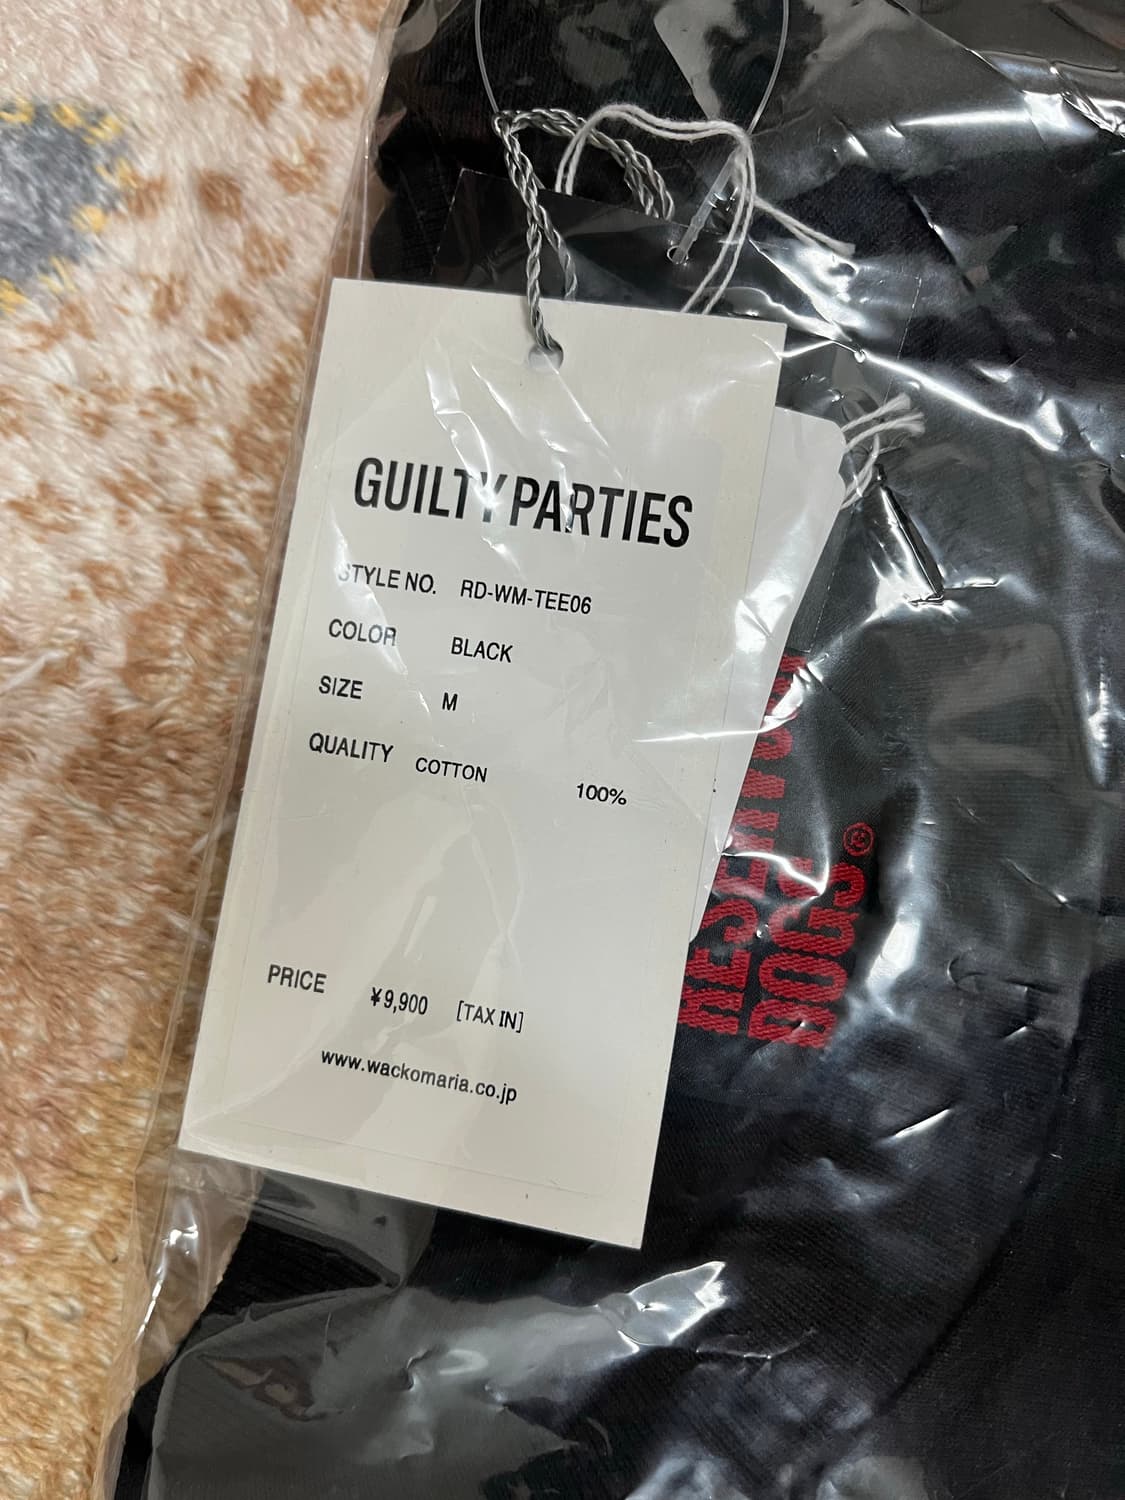 GUILTY PARTIES
STYLE NO. RD-WM-TEE06
COLOR BLACK
SIZE M
QUALITY COTTON 100%
PRICE ¥9,900 [TAX IN]
www.wackomaria.co.jp
DOGS®